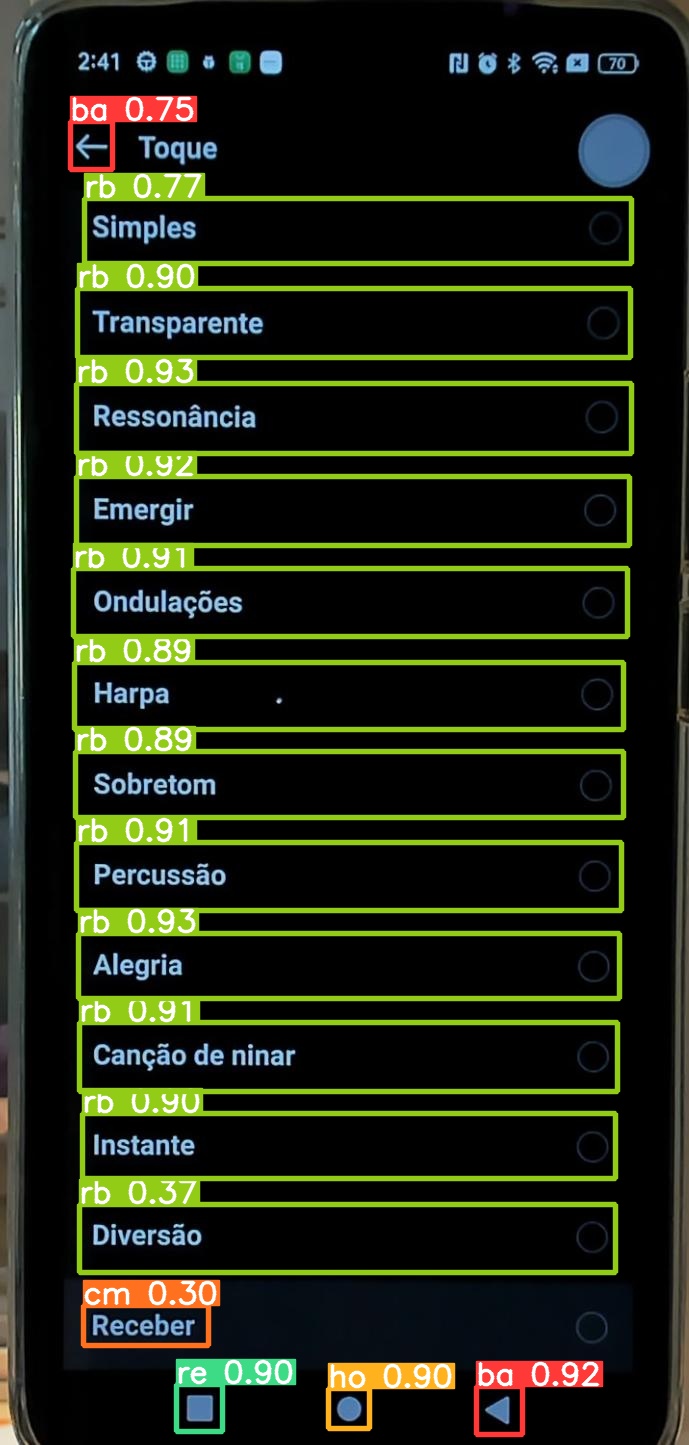 2:41 70
ba 0.75
Toque
rb 0.77
Simples
rb 0.90
Transparente
rb 0.93
Ressonância
rb 0.92
Emergir
rb 0.91
Ondulações
rb 0.89
Harpa
rb 0.89
Sobretom
rb 0.91
Percussão
rb 0.93
Alegria
rb 0.91
Canção de ninar
rb 0.90
Instante
rb 0.37
Diversão
cm 0.30
Receber
re 0.90 ho 0.90 ba 0.92